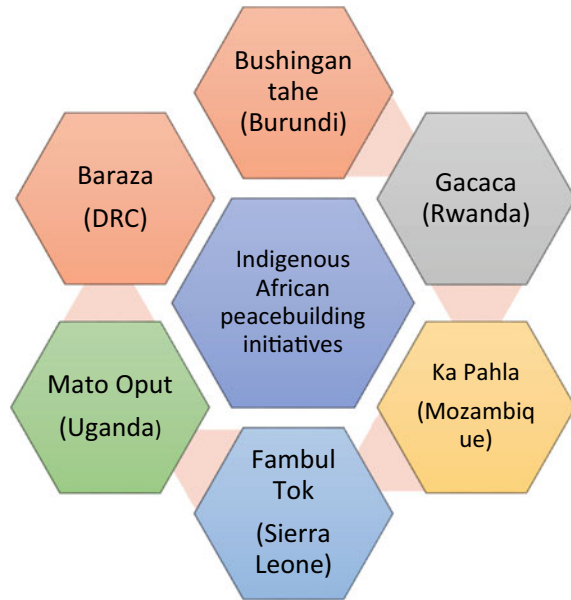 Bushingan
tahe
(Burundi)
Baraza
(DRC)
Gacaca
(Rwanda)
Indigenous
African
peacebuilding
initiatives
Mato Oput
(Uganda)
Ka Pahla
(Mozambiq
ue)
Fambul
Tok
(Sierra
Leone)